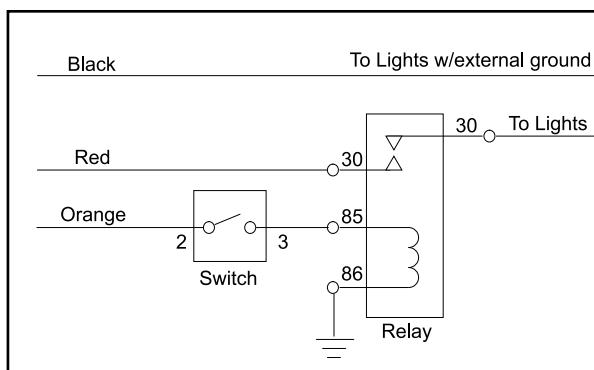 Black
To Lights w/external ground
30
To Lights
Red
30
Orange
85
2
3
Switch
86
Relay